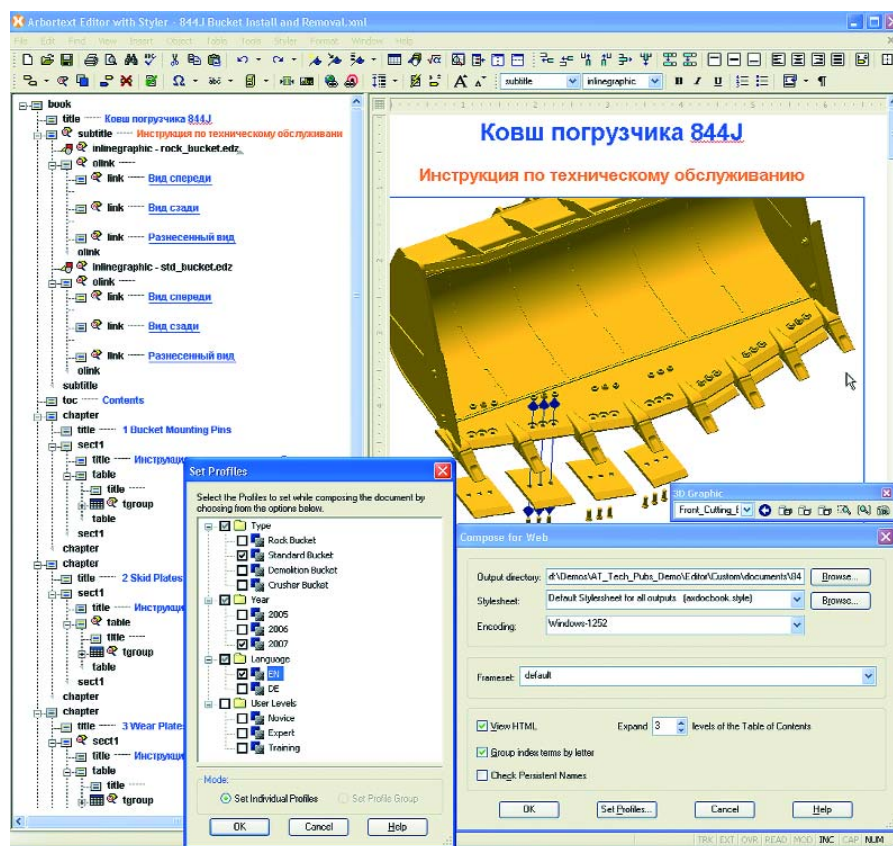 Arbortext Editor with Styler - 844J Bucket Install and Removal.xml
File Edit Find View Insert Object Table Tools Styler Format Window Help
subtitle
inlinegraphic
book
title Ковш погрузчика 844J
subtitle Инструкция по техническому обслуживани
inlinegraphic - rock_bucket.edz
olink
link Вид спереди
link Вид сзади
link Разнесенный вид
olink
inlinegraphic - std_bucket.edz
olink
link Вид спереди
link Вид сзади
link Разнесенный вид
olink
subtitle
toc Contents
chapter
title 1 Bucket Mounting Pins
sect1
title Инструкция
table
title
tgroup
table
sect1
chapter
chapter
title 2 Skid Plates
sect1
title Инструкци
table
title
tgroup
table
sect1
chapter
chapter
title 3 Wear Plate
sect1
title Инструкци
table
title
tgroup
Ковш погрузчика 844J
Инструкция по техническому обслуживанию
3D Graphic
Front_Cutting_E
Set Profiles
Select the Profiles to set while composing the document by
choosing from the options below.
Type
Rock Bucket
Standard Bucket
Demolition Bucket
Crusher Bucket
Year
2005
2006
2007
Language
EN
DE
User Levels
Novice
Expert
Training
Mode:
Set Individual Profiles Set Profile Group
OK Cancel Help
Compose for Web
Output directory: d:\Demos\AT_Tech_Pubs_Demo\Editor\Custom\documents\84 Browse...
Stylesheet: Default Stylesheet for all outputs (axdocbook.style) Browse...
Encoding: Windows-1252
Frameset: default
View HTML Expand 3 levels of the Table of Contents
Group index terms by letter
Check Persistent Names
OK Set Profiles... Cancel Help
TRK EXT OVR READ MOD INC CAP NUM